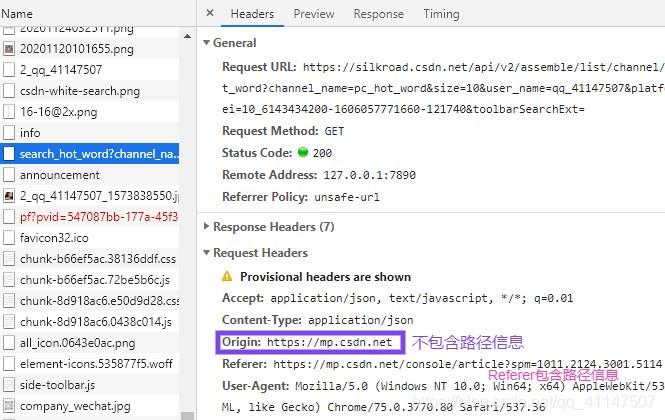 Name
20201124032511.png
20201120101655.png
2_qq_41147507
csdn-white-search.png
16-16@2x.png
info
search_hot_word?channel_na...
announcement
2_qq_41147507_1573838550.j
pf?pvid=547087bb-177a-45f3
favicon32.ico
chunk-b66ef5ac.38136ddf.css
chunk-b66ef5ac.72be5b6c.js
chunk-8d918ac6.e50d9d28.css
chunk-8d918ac6.0438c014.js
all_icon.0643e0ac.png
element-icons.535877f5.woff
side-toolbar.js
company_wechat.jpg
× Headers Preview Response Timing
General
Request URL: https://silkroad.csdn.net/api/v2/assemble/list/channel/
t_word?channel_name=pc_hot_word&size=10&user_name=qq_41147507&platf
ei=10_6143434200-1606057771660-121740&toolbarSearchExt=
Request Method: GET
Status Code: 200
Remote Address: 127.0.0.1:7890
Referrer Policy: unsafe-url
Response Headers (7)
Request Headers
Provisional headers are shown
Accept: application/json, text/javascript, */*; q=0.01
Content-Type: application/json
Origin: https://mp.csdn.net 不包含路径信息
Referer: https://mp.csdn.net/console/article?spm=1011.2124.3001.5114
Referer包含路径信息
User-Agent: Mozilla/5.0 (Windows NT 10.0; Win64; x64) AppleWebKit/53
ML, like Gecko) Chrome/75.0.3770.80 Safari/537.36
https://blog.csdn.net/qq_41147507